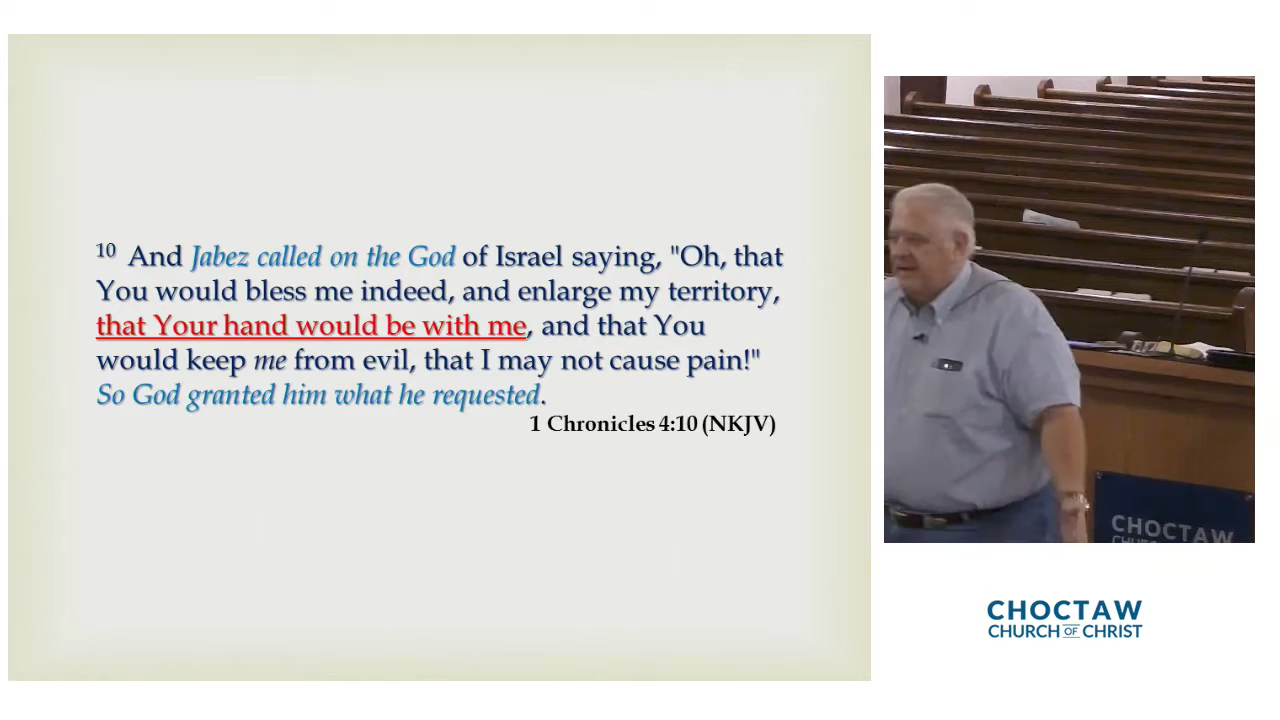 10 And Jabez called on the God of Israel saying, "Oh, that
You would bless me indeed, and enlarge my territory,
that Your hand would be with me, and that You
would keep me from evil, that I may not cause pain!"
So God granted him what he requested.
1 Chronicles 4:10 (NKJV)
CHOCTAW
CHOCTAW
CHURCH OF CHRIST